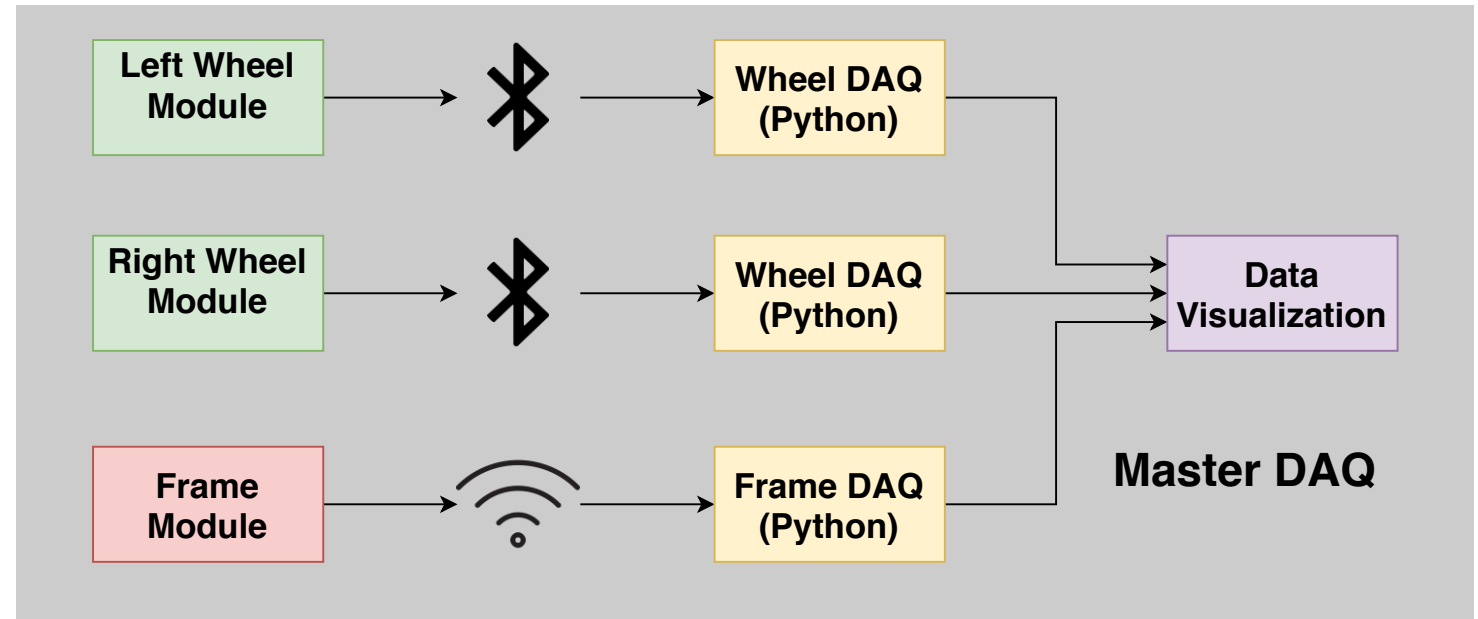 Left Wheel
Module
Wheel DAQ
(Python)
Right Wheel
Module
Wheel DAQ
(Python)
Data
Visualization
Frame
Module
Frame DAQ
(Python)
Master DAQ